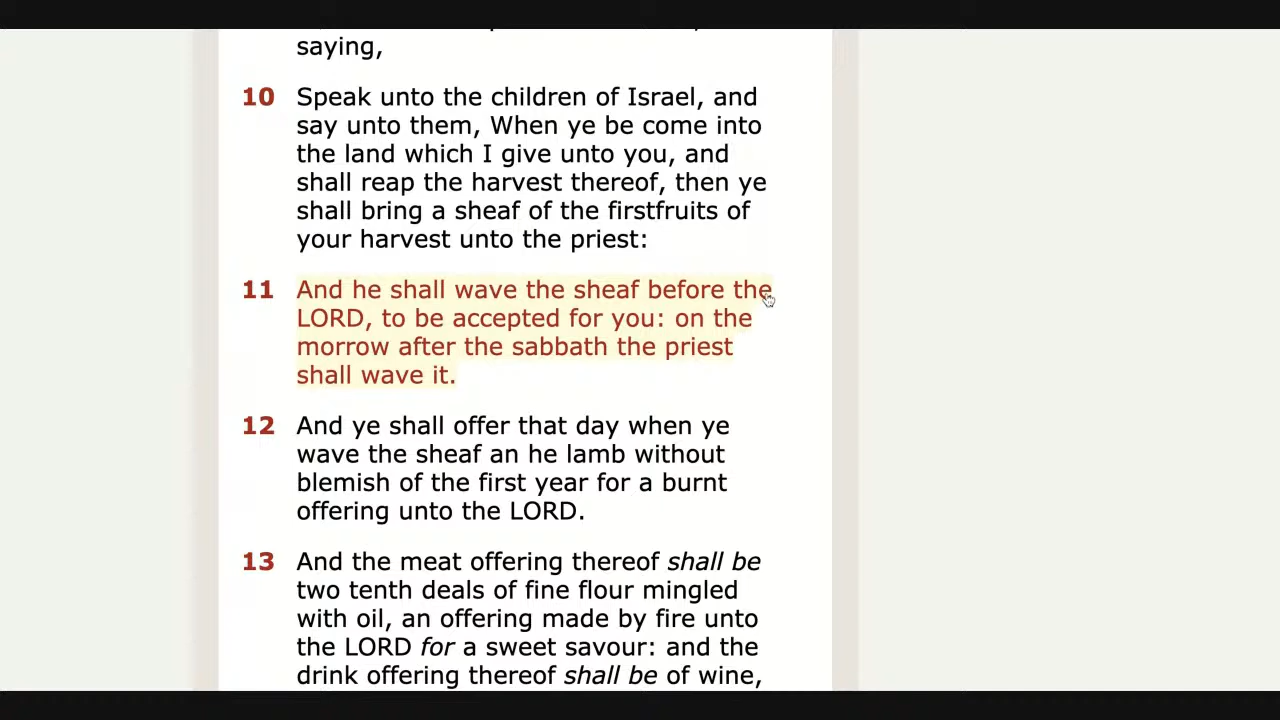 saying,
10 Speak unto the children of Israel, and
say unto them, When ye be come into
the land which I give unto you, and
shall reap the harvest thereof, then ye
shall bring a sheaf of the firstfruits of
your harvest unto the priest:
11 And he shall wave the sheaf before the
LORD, to be accepted for you: on the
morrow after the sabbath the priest
shall wave it.
12 And ye shall offer that day when ye
wave the sheaf an he lamb without
blemish of the first year for a burnt
offering unto the LORD.
13 And the meat offering thereof shall be
two tenth deals of fine flour mingled
with oil, an offering made by fire unto
the LORD for a sweet savour: and the
drink offering thereof shall be of wine,